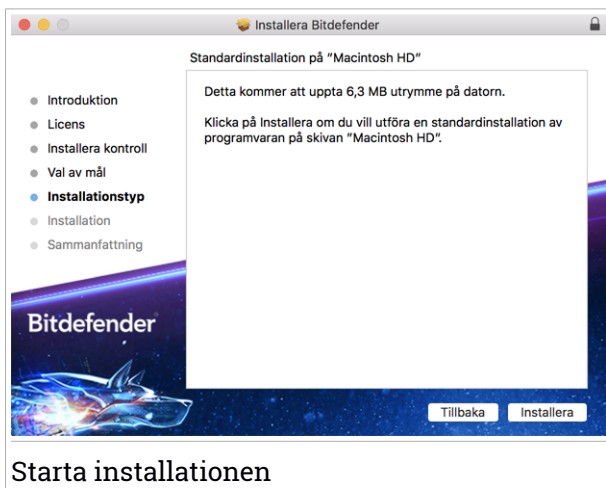 Installera Bitdefender
Standardinstallation på "Macintosh HD"
Introduktion
Licens
Installera kontroll
Val av mål
Installationstyp
Installation
Sammanfattning
Detta kommer att uppta 6,3 MB utrymme på datorn.
Klicka på Installera om du vill utföra en standardinstallation av
programvaran på skivan "Macintosh HD".
Bitdefender
Tillbaka
Installera
Starta installationen